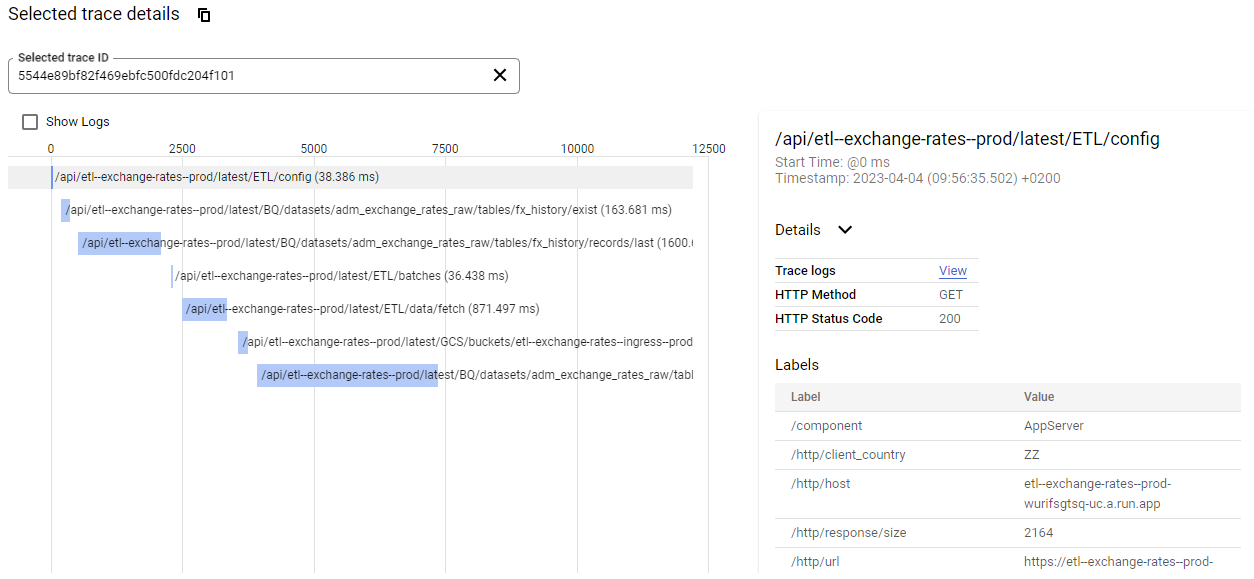 Selected trace details
Selected trace ID
5544e89bf82f469ebfc500fdc204f101
Show Logs
0 2500 5000 7500 10000 12500
/api/etl--exchange-rates--prod/latest/ETL/config (38.386 ms)
/api/etl--exchange-rates--prod/latest/BQ/datasets/adm_exchange_rates_raw/tables/fx_history/exist (163.681 ms)
/api/etl--exchange-rates--prod/latest/BQ/datasets/adm_exchange_rates_raw/tables/fx_history/records/last (1600.
/api/etl--exchange-rates--prod/latest/ETL/batches (36.438 ms)
/api/etl--exchange-rates--prod/latest/ETL/data/fetch (871.497 ms)
/api/etl--exchange-rates--prod/latest/GCS/buckets/etl--exchange-rates--ingress--prod
/api/etl--exchange-rates--prod/latest/BQ/datasets/adm_exchange_rates_raw/tabl
/api/etl--exchange-rates--prod/latest/ETL/config
Start Time: @0 ms
Timestamp: 2023-04-04 (09:56:35.502) +0200
Details
Trace logs View
HTTP Method GET
HTTP Status Code 200
Labels
Label Value
/component AppServer
/http/client_country ZZ
/http/host etl--exchange-rates--prod-
wurifsgtsq-uc.a.run.app
/http/response/size 2164
/http/url https://etl--exchange-rates--prod-